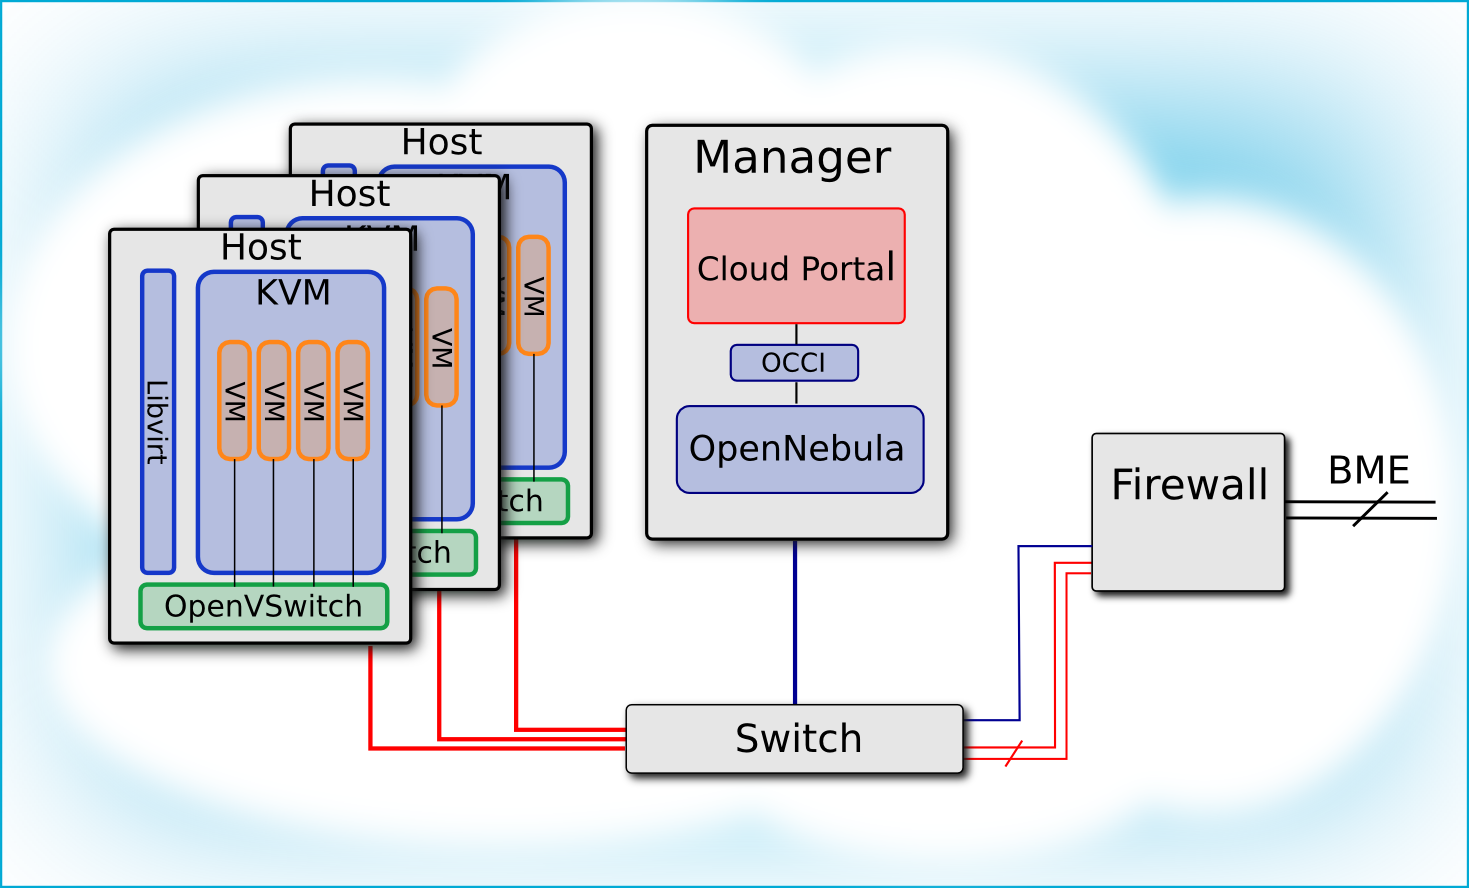 Host
Host
Host
KVM
VM
VM
VM
VM
Libvirt
OpenVSwitch
VM
tch
VM
tch
Manager
Cloud Portal
OCCI
OpenNebula
Switch
Firewall
BME